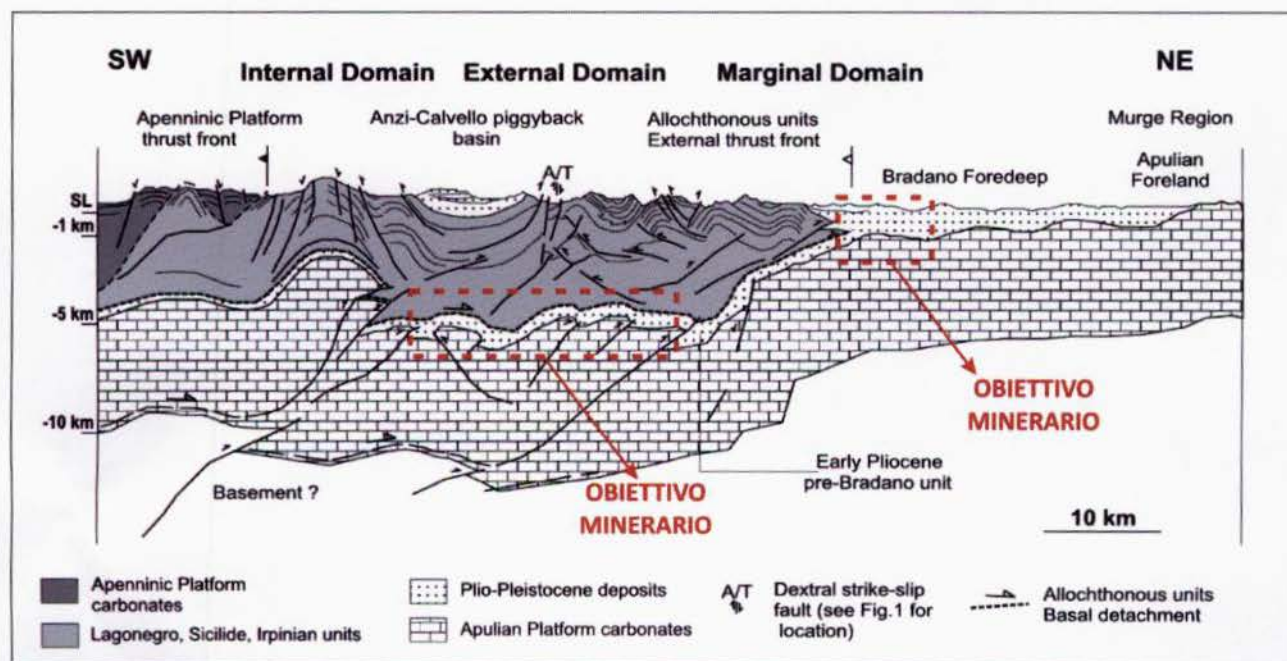 SW
NE
Internal Domain
External Domain
Marginal Domain
Apenninic Platform
thrust front
Anzi-Calvello piggyback
basin
Allochthonous units
External thrust front
Murge Region
A/T
Bradano Foredeep
Apulian
Foreland
SL
-1 km
-5 km
-10 km
OBIETTIVO
MINERARIO
Early Pliocene
pre-Bradano unit
Basement ?
OBIETTIVO
MINERARIO
10 km
Apenninic Platform
carbonates
Lagonegro, Sicilide, Irpinian units
Plio-Pleistocene deposits
Apulian Platform carbonates
A/T
Dextral strike-slip
fault (see Fig.1 for
location)
Allochthonous units
Basal detachment